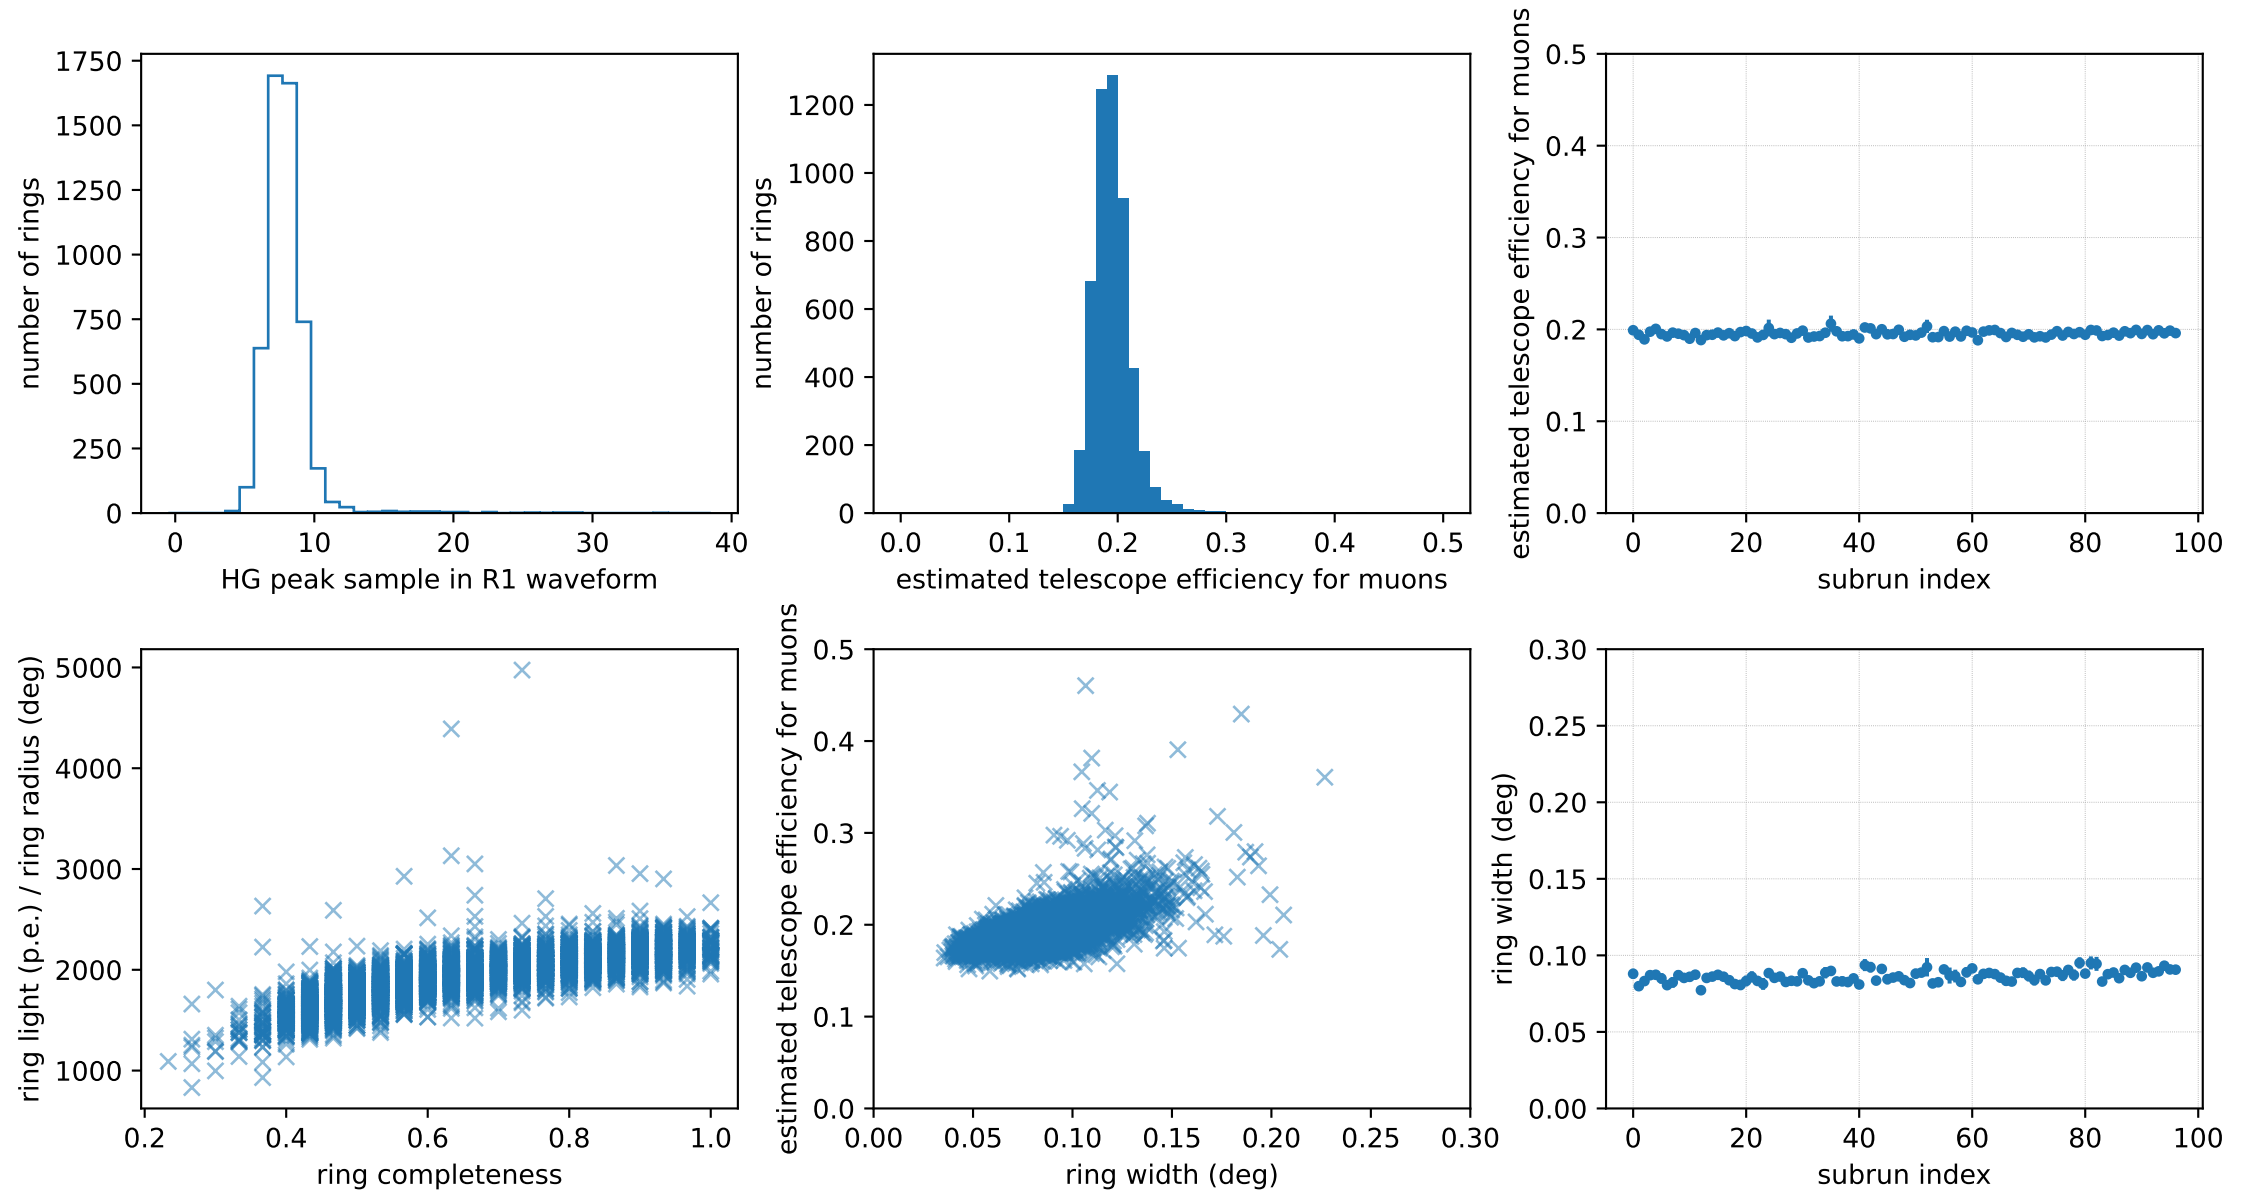 1750
1500
1250
1000
750
500
250
0
number of rings
0 10 20 30 40
HG peak sample in R1 waveform
1200
1000
800
600
400
200
0
number of rings
0.0 0.1 0.2 0.3 0.4 0.5
estimated telescope efficiency for muons
0.5
0.4
0.3
0.2
0.1
0.0
estimated telescope efficiency for muons
0 20 40 60 80 100
subrun index
5000
4000
3000
2000
1000
ring light (p.e.) / ring radius (deg)
0.2 0.4 0.6 0.8 1.0
ring completeness
0.5
0.4
0.3
0.2
0.1
0.0
estimated telescope efficiency for muons
0.00 0.05 0.10 0.15 0.20 0.25 0.30
ring width (deg)
0.30
0.25
0.20
0.15
0.10
0.05
0.00
ring width (deg)
0 20 40 60 80 100
subrun index